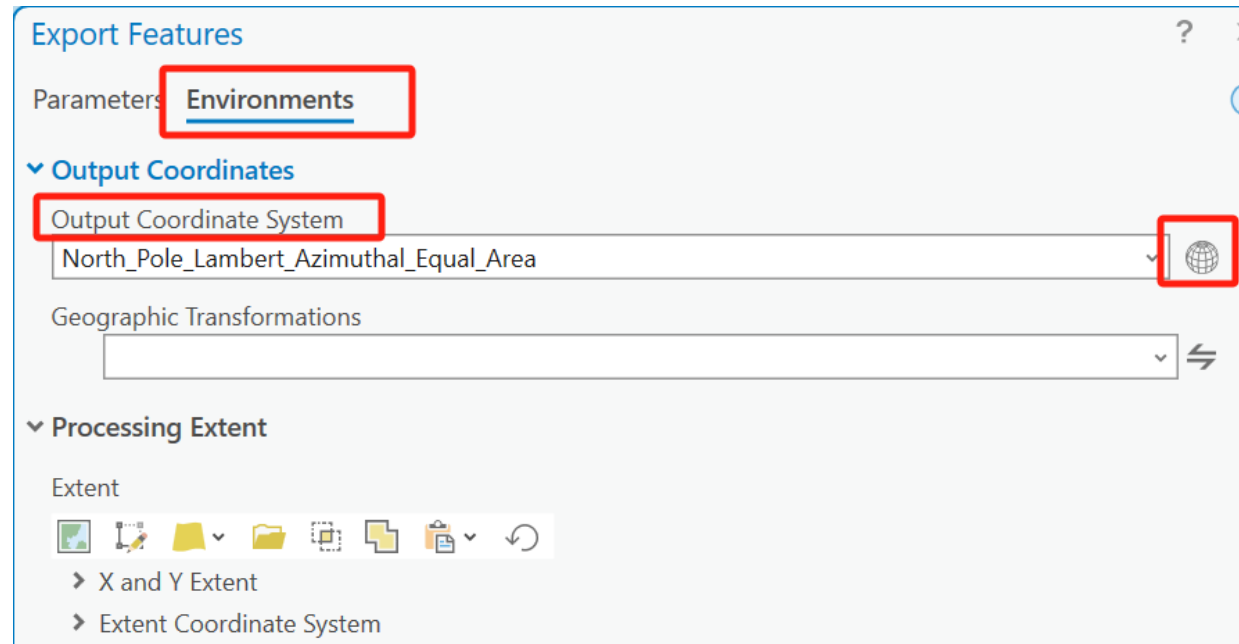 Export Features
?
Parameters Environments
Output Coordinates
Output Coordinate System
North_Pole_Lambert_Azimuthal_Equal_Area
Geographic Transformations
Processing Extent
Extent
X and Y Extent
Extent Coordinate System